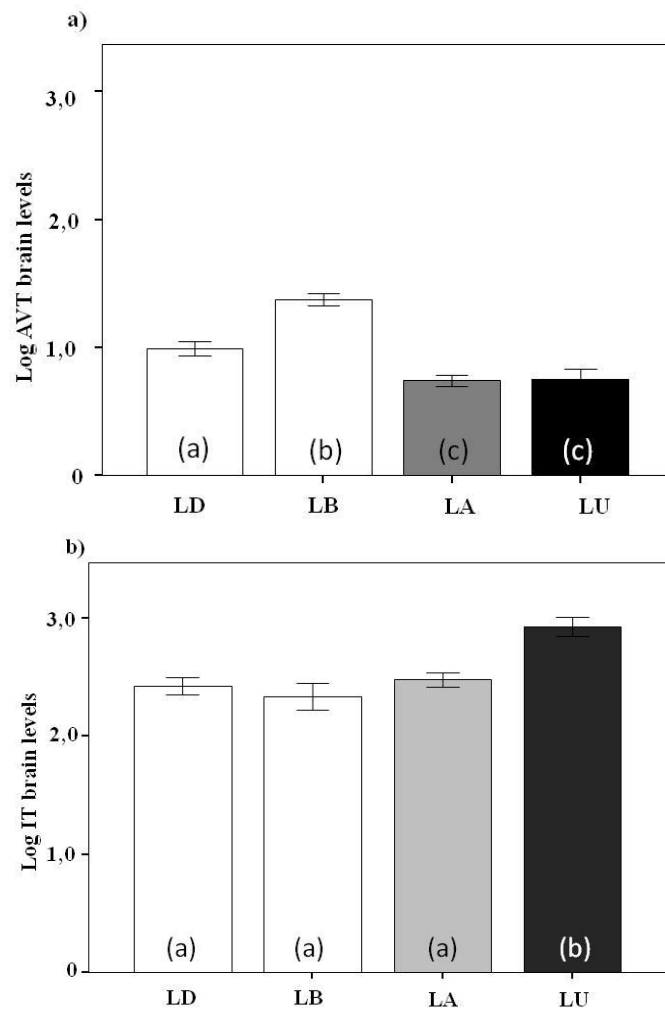 a)
Log AVT brain levels
3,0
2,0
1,0
0
(a) (b) (c) (c)
LD LB LA LU
b)
Log IT brain levels
3,0
2,0
1,0
0
(a) (a) (a) (b)
LD LB LA LU